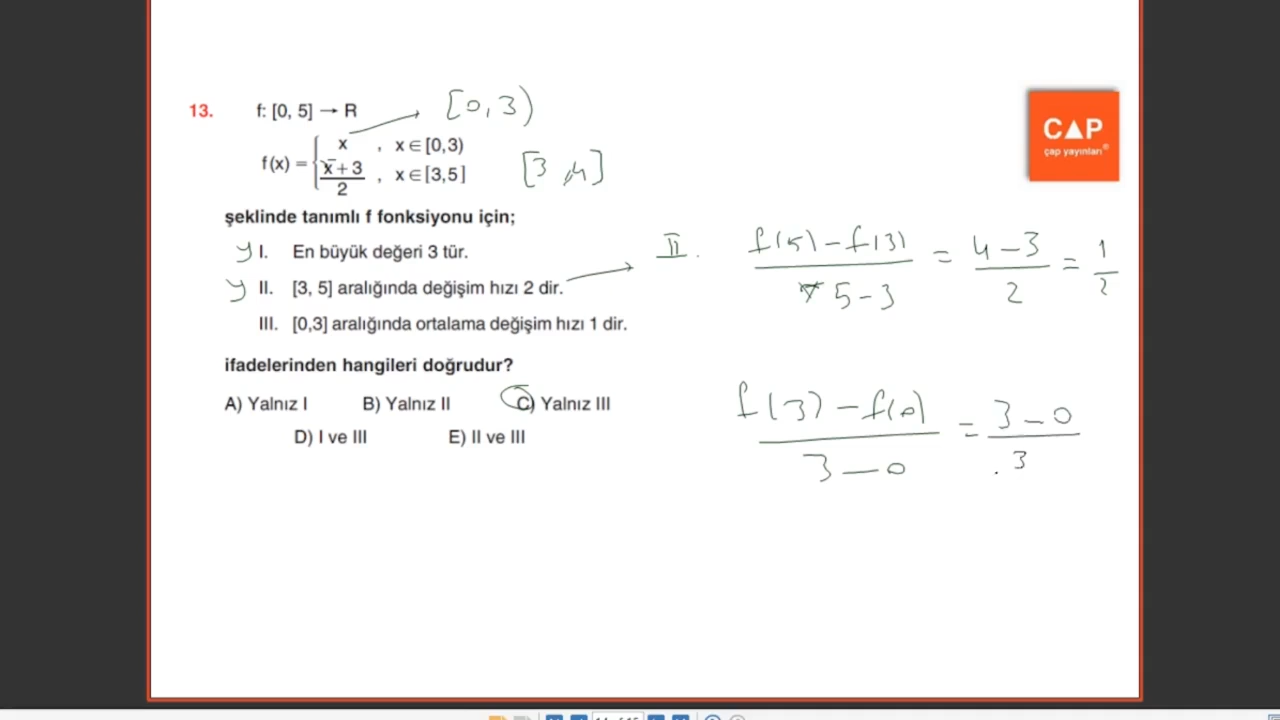 13. f: [0, 5] → R
[0, 3)
f(x) = { x , x ∈ [0,3)
x + 3 / 2 , x ∈ [3,5]
[3, 4]
C▲P
çap yayınları®
şeklinde tanımlı f fonksiyonu için;
y I. En büyük değeri 3 tür.
y II. [3, 5] aralığında değişim hızı 2 dir.
II. f(5) - f(3) / 5 - 3 = 4 - 3 / 2 = 1 / 2
III. [0,3] aralığında ortalama değişim hızı 1 dir.
ifadelerinden hangileri doğrudur?
A) Yalnız I B) Yalnız II C) Yalnız III
D) I ve III E) II ve III
f(3) - f(0) / 3 - 0 = 3 - 0 / 3